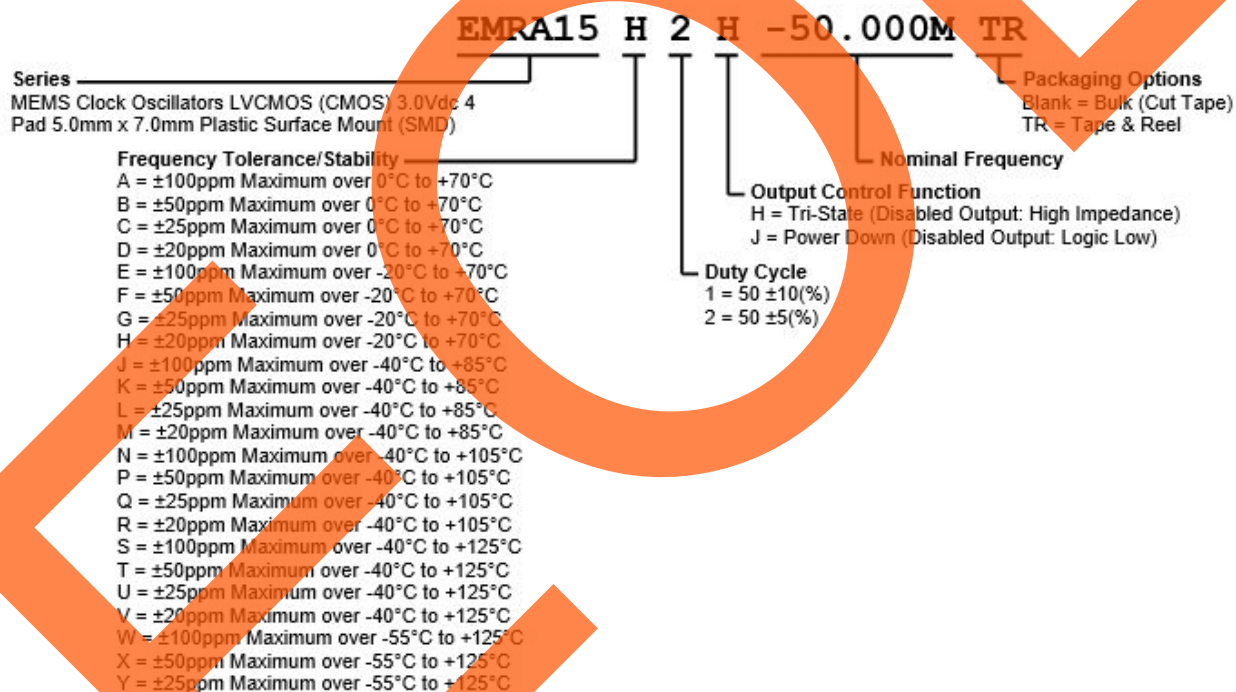 EMRA15 H 2 H -50.000M TR
Series
MEMS Clock Oscillators LVCMOS (CMOS) 3.0Vdc 4
Pad 5.0mm x 7.0mm Plastic Surface Mount (SMD)
Packaging Options
Blank = Bulk (Cut Tape)
TR = Tape & Reel
Frequency Tolerance/Stability
A = ±100ppm Maximum over 0°C to +70°C
B = ±50ppm Maximum over 0°C to +70°C
C = ±25ppm Maximum over 0°C to +70°C
D = ±20ppm Maximum over 0°C to +70°C
E = ±100ppm Maximum over -20°C to +70°C
F = ±50ppm Maximum over -20°C to +70°C
G = ±25ppm Maximum over -20°C to +70°C
H = ±20ppm Maximum over -20°C to +70°C
J = ±100ppm Maximum over -40°C to +85°C
K = ±50ppm Maximum over -40°C to +85°C
L = ±25ppm Maximum over -40°C to +85°C
M = ±20ppm Maximum over -40°C to +85°C
N = ±100ppm Maximum over -40°C to +105°C
P = ±50ppm Maximum over -40°C to +105°C
Q = ±25ppm Maximum over -40°C to +105°C
R = ±20ppm Maximum over -40°C to +105°C
S = ±100ppm Maximum over -40°C to +125°C
T = ±50ppm Maximum over -40°C to +125°C
U = ±25ppm Maximum over -40°C to +125°C
V = ±20ppm Maximum over -40°C to +125°C
W = ±100ppm Maximum over -55°C to +125°C
X = ±50ppm Maximum over -55°C to +125°C
Y = ±25ppm Maximum over -55°C to +125°C
Nominal Frequency
Output Control Function
H = Tri-State (Disabled Output: High Impedance)
J = Power Down (Disabled Output: Logic Low)
Duty Cycle
1 = 50 ±10(%)
2 = 50 ±5(%)